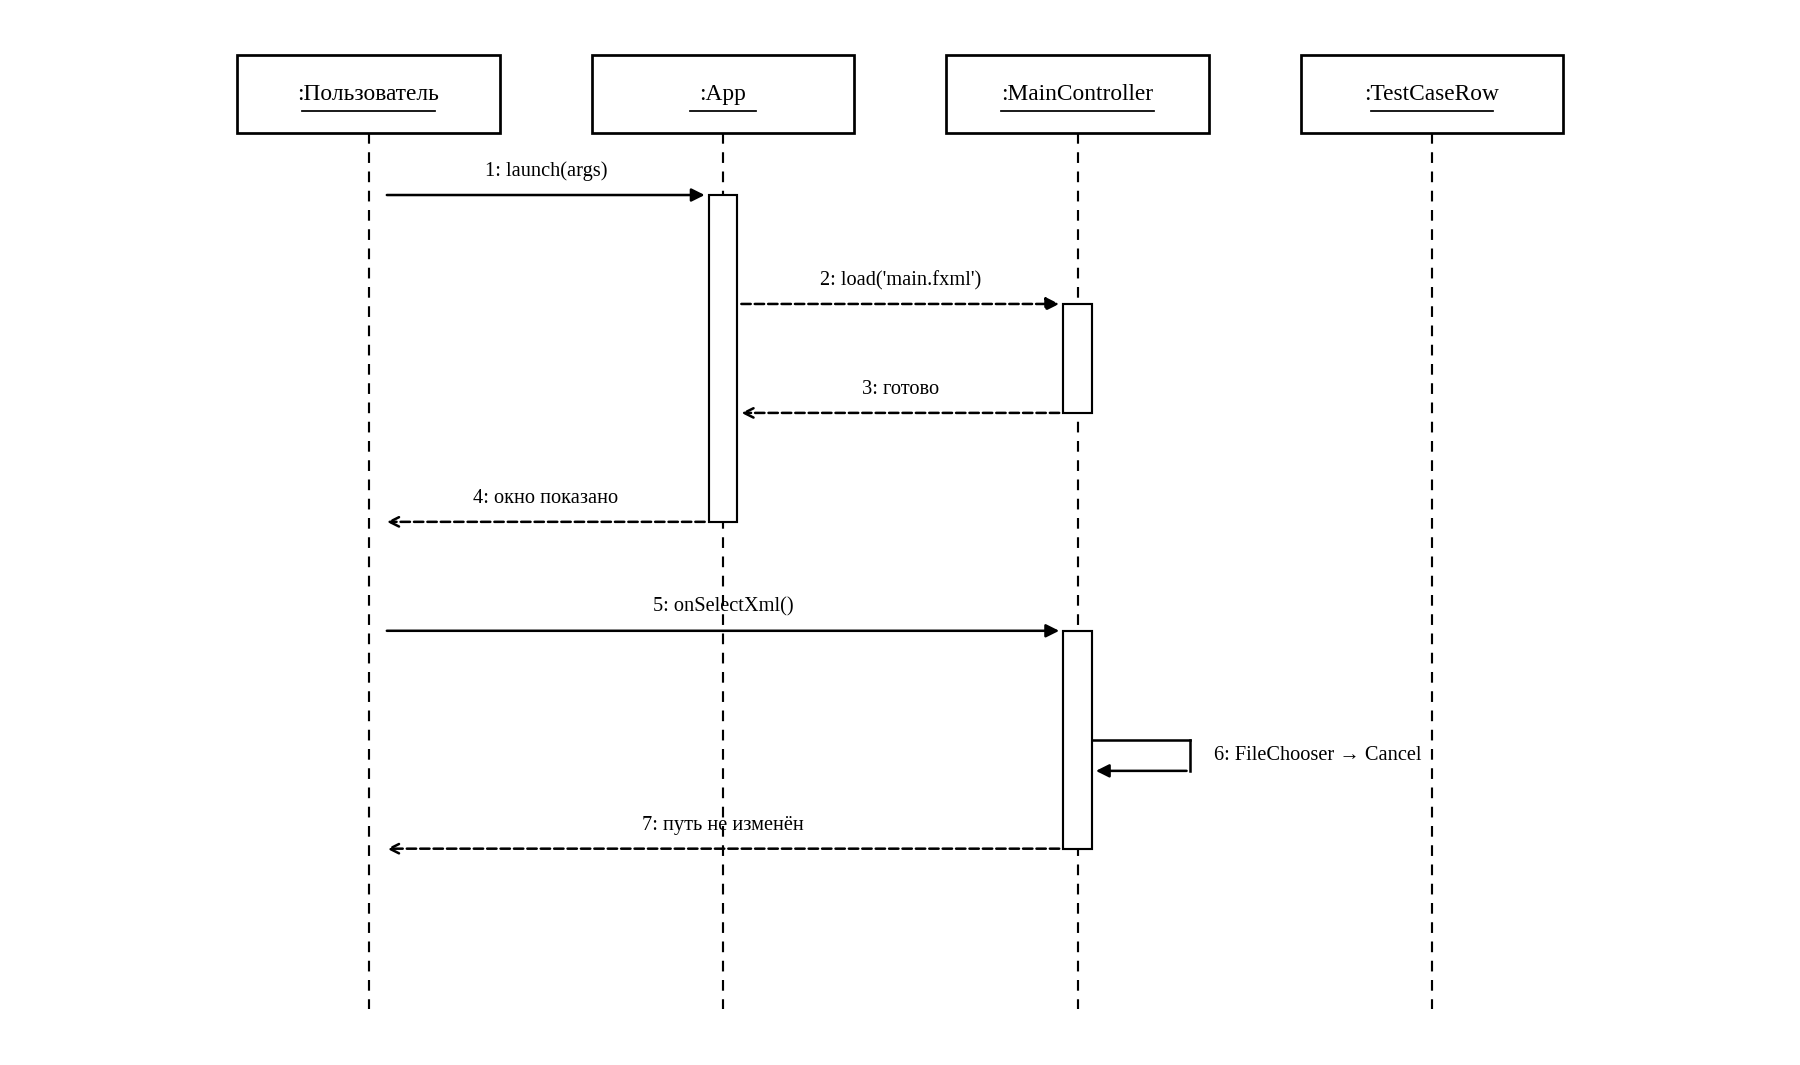 :Пользователь
:App
:MainController
:TestCaseRow
1: launch(args)
2: load('main.fxml')
3: готово
4: окно показано
5: onSelectXml()
6: FileChooser → Cancel
7: путь не изменён